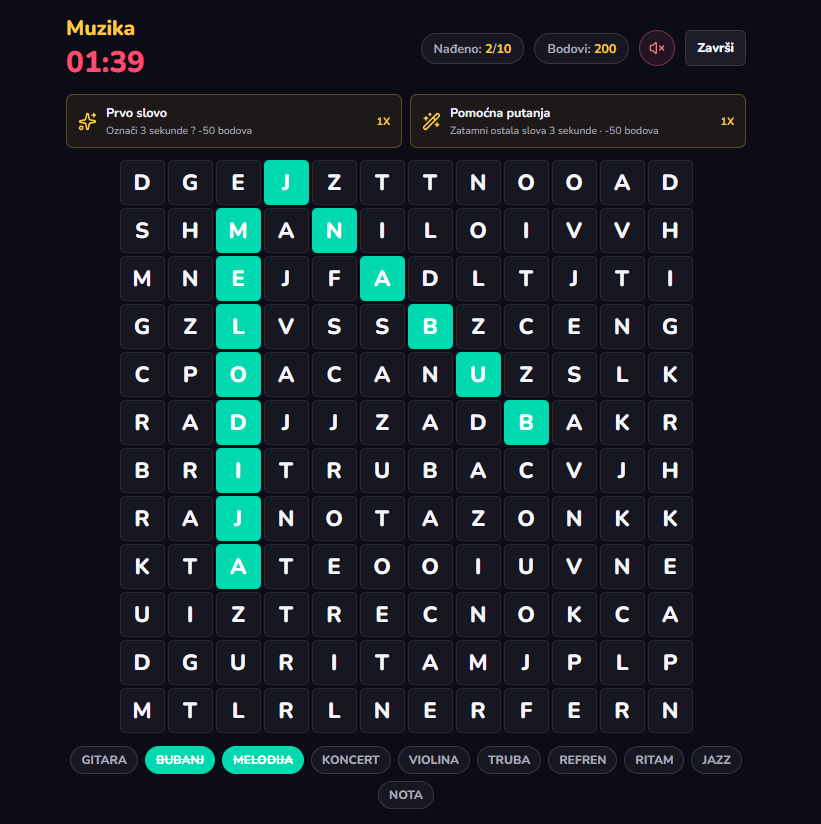 Muzika
01:39
Nađeno: 2/10
Bodovi: 200
Završi
Prvo slovo
Označi 3 sekunde ? -50 bodova
1X
Pomoćna putanja
Zatamni ostala slova 3 sekunde · -50 bodova
1X
D G E J Z T T N O O A D
S H M A N I L O I V V H
M N E J F A D L T J T I
G Z L V S S B Z C E N G
C P O A C A N U Z S L K
R A D J J Z A D B A K R
B R I T R U B A C V J H
R A J N O T A Z O N K K
K T A T E O O I U V N E
U I Z T R E C N O K C A
D G U R I T A M J P L P
M T L R L N E R F E R N
GITARA BUBANJ MELODIJA KONCERT VIOLINA TRUBA REFREN RITAM JAZZ
NOTA